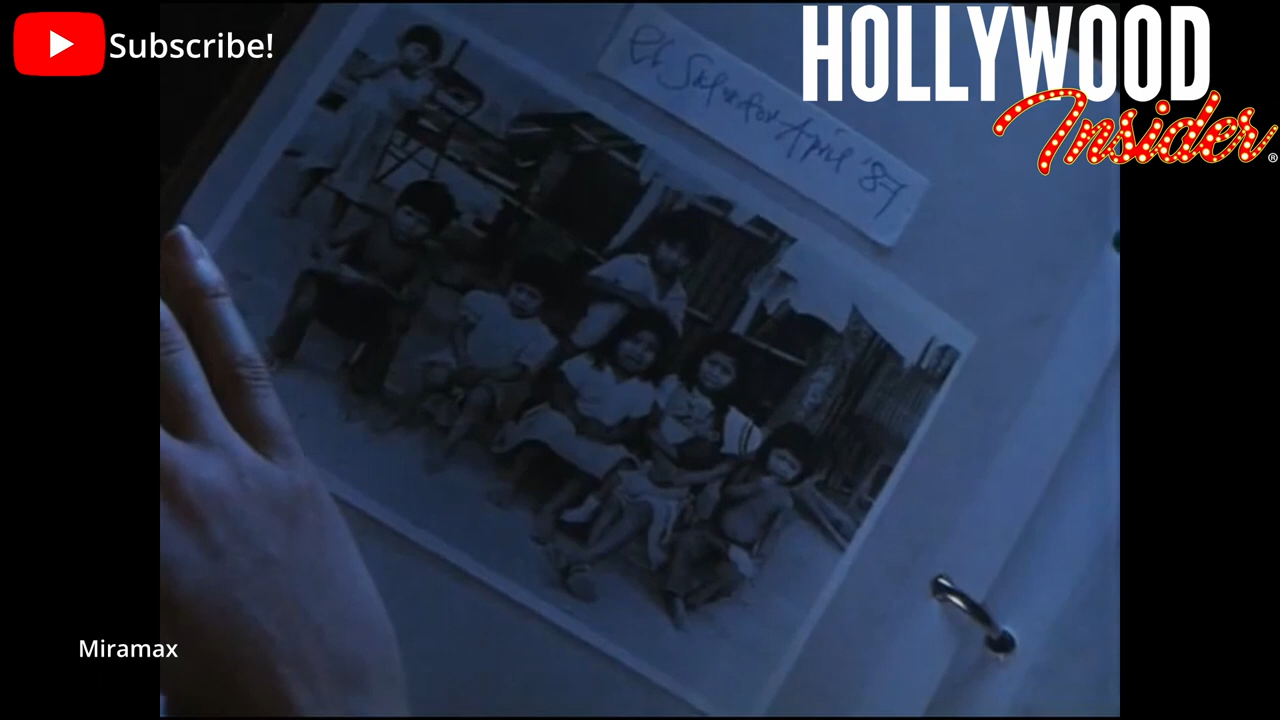 Subscribe!
HOLLYWOOD
Insider®
El Salvador April '87
Miramax